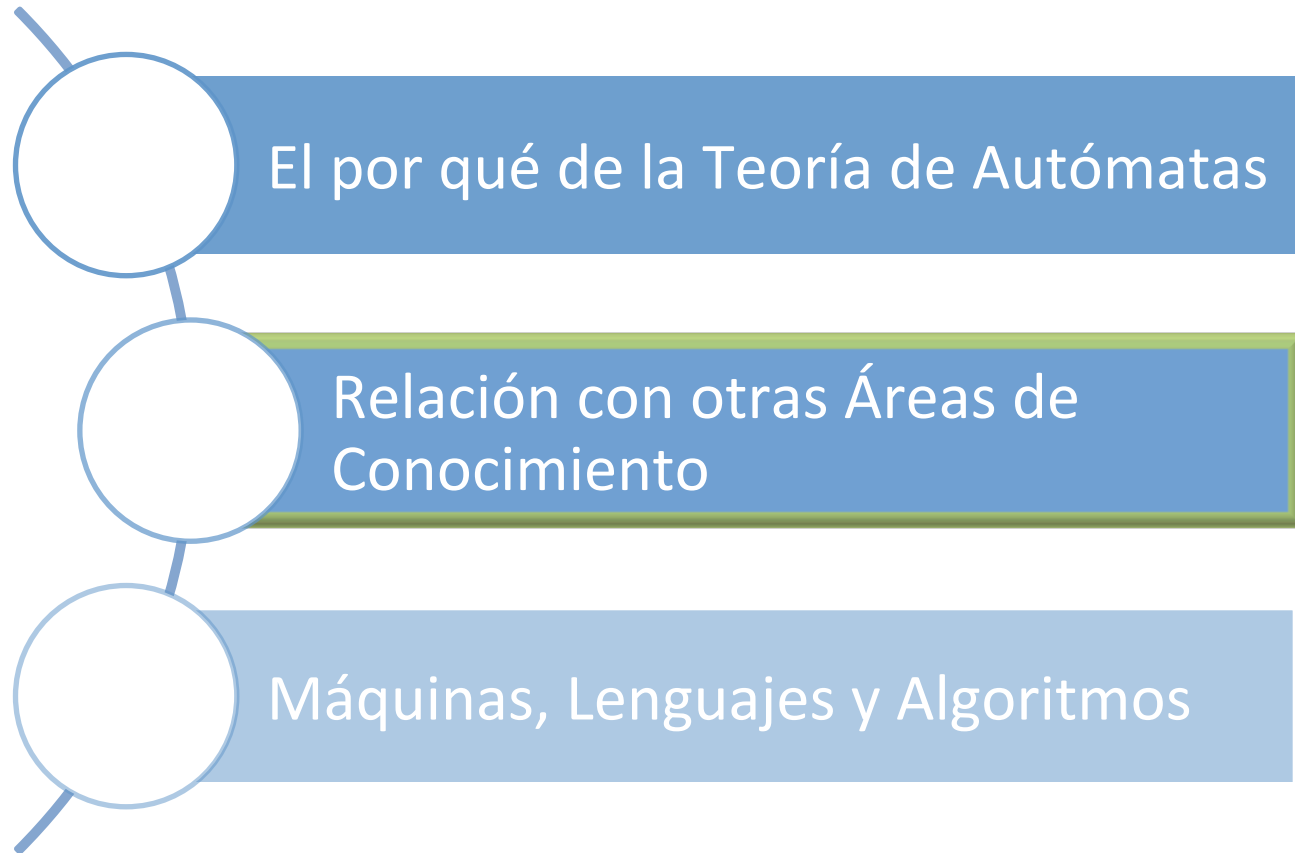 El por qué de la Teoría de Autómatas
Relación con otras Áreas de
Conocimiento
Máquinas, Lenguajes y Algoritmos